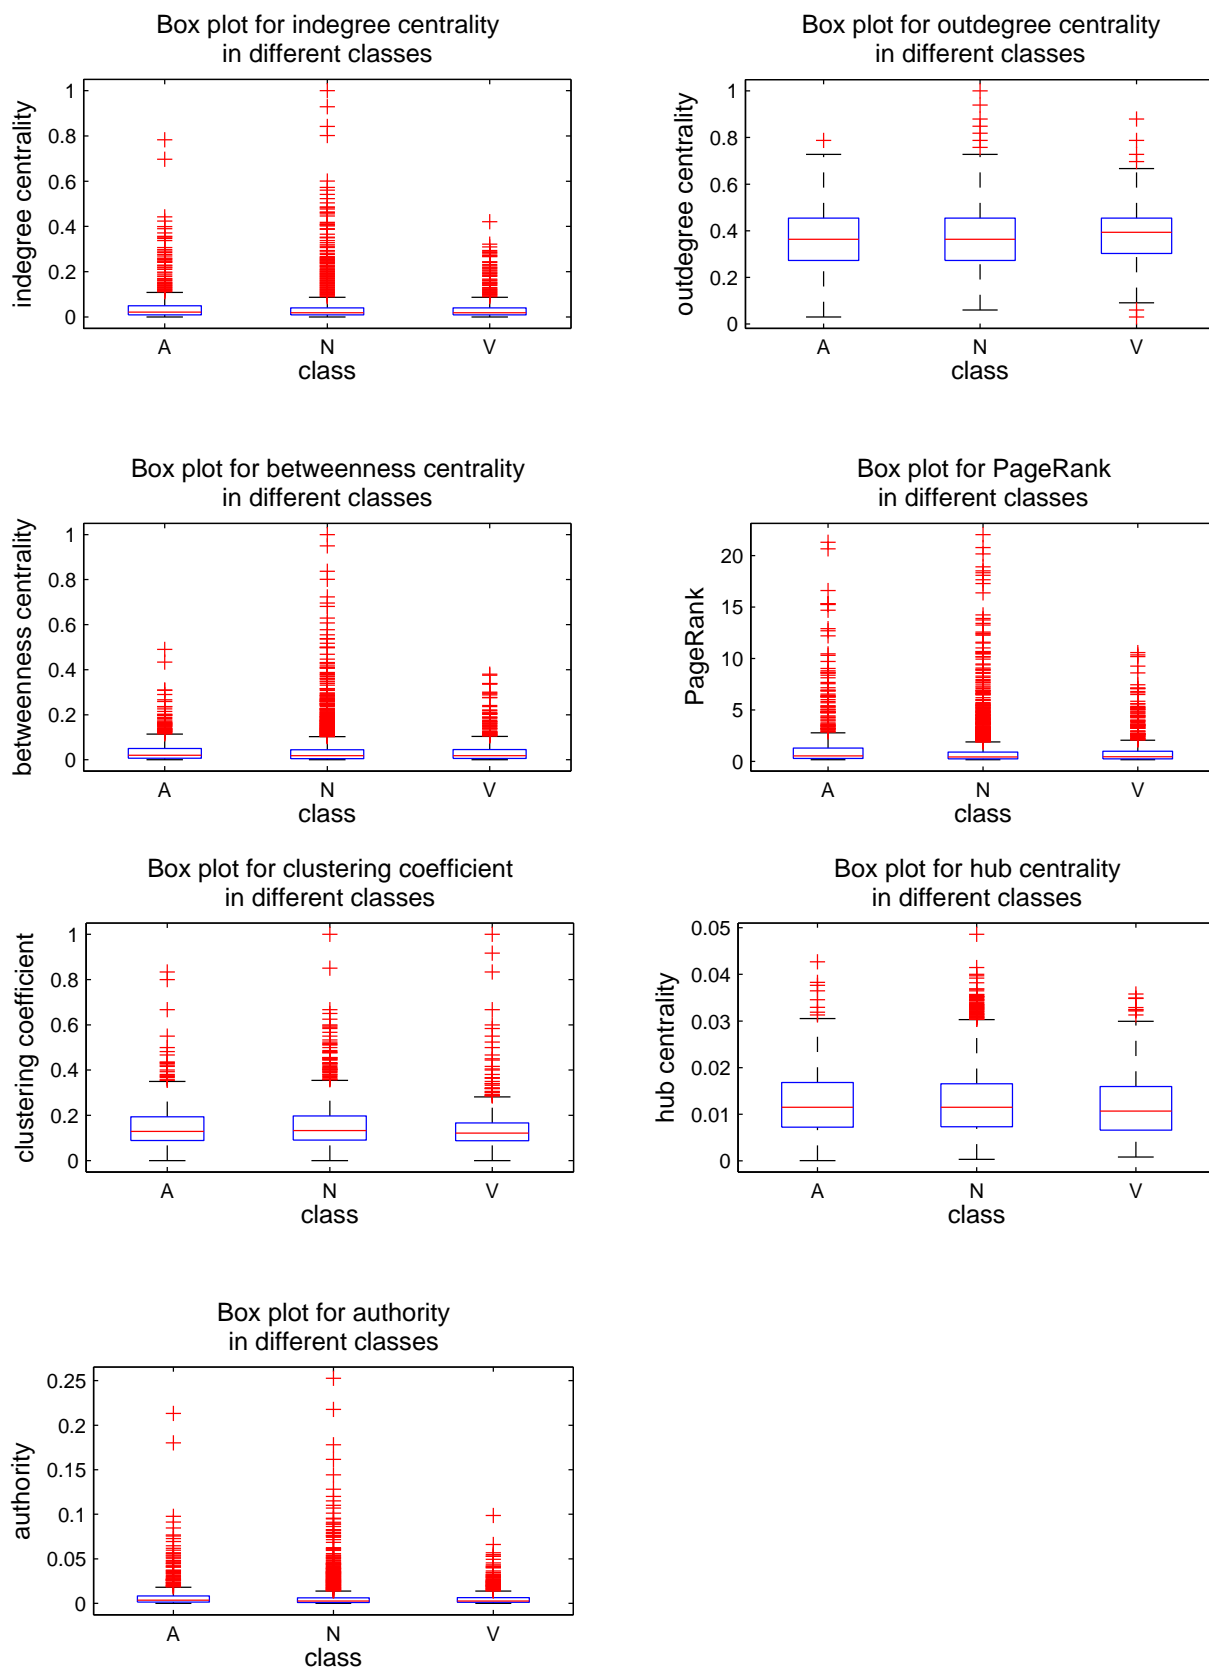 Box plot for indegree centrality
in different classes
indegree centrality
1
0.8
0.6
0.4
0.2
0
A N V
class
Box plot for outdegree centrality
in different classes
outdegree centrality
1
0.8
0.6
0.4
0.2
0
A N V
class
Box plot for betweenness centrality
in different classes
betweenness centrality
1
0.8
0.6
0.4
0.2
0
A N V
class
Box plot for PageRank
in different classes
PageRank
20
15
10
5
0
A N V
class
Box plot for clustering coefficient
in different classes
clustering coefficient
1
0.8
0.6
0.4
0.2
0
A N V
class
Box plot for hub centrality
in different classes
hub centrality
0.05
0.04
0.03
0.02
0.01
0
A N V
class
Box plot for authority
in different classes
authority
0.25
0.2
0.15
0.1
0.05
0
A N V
class